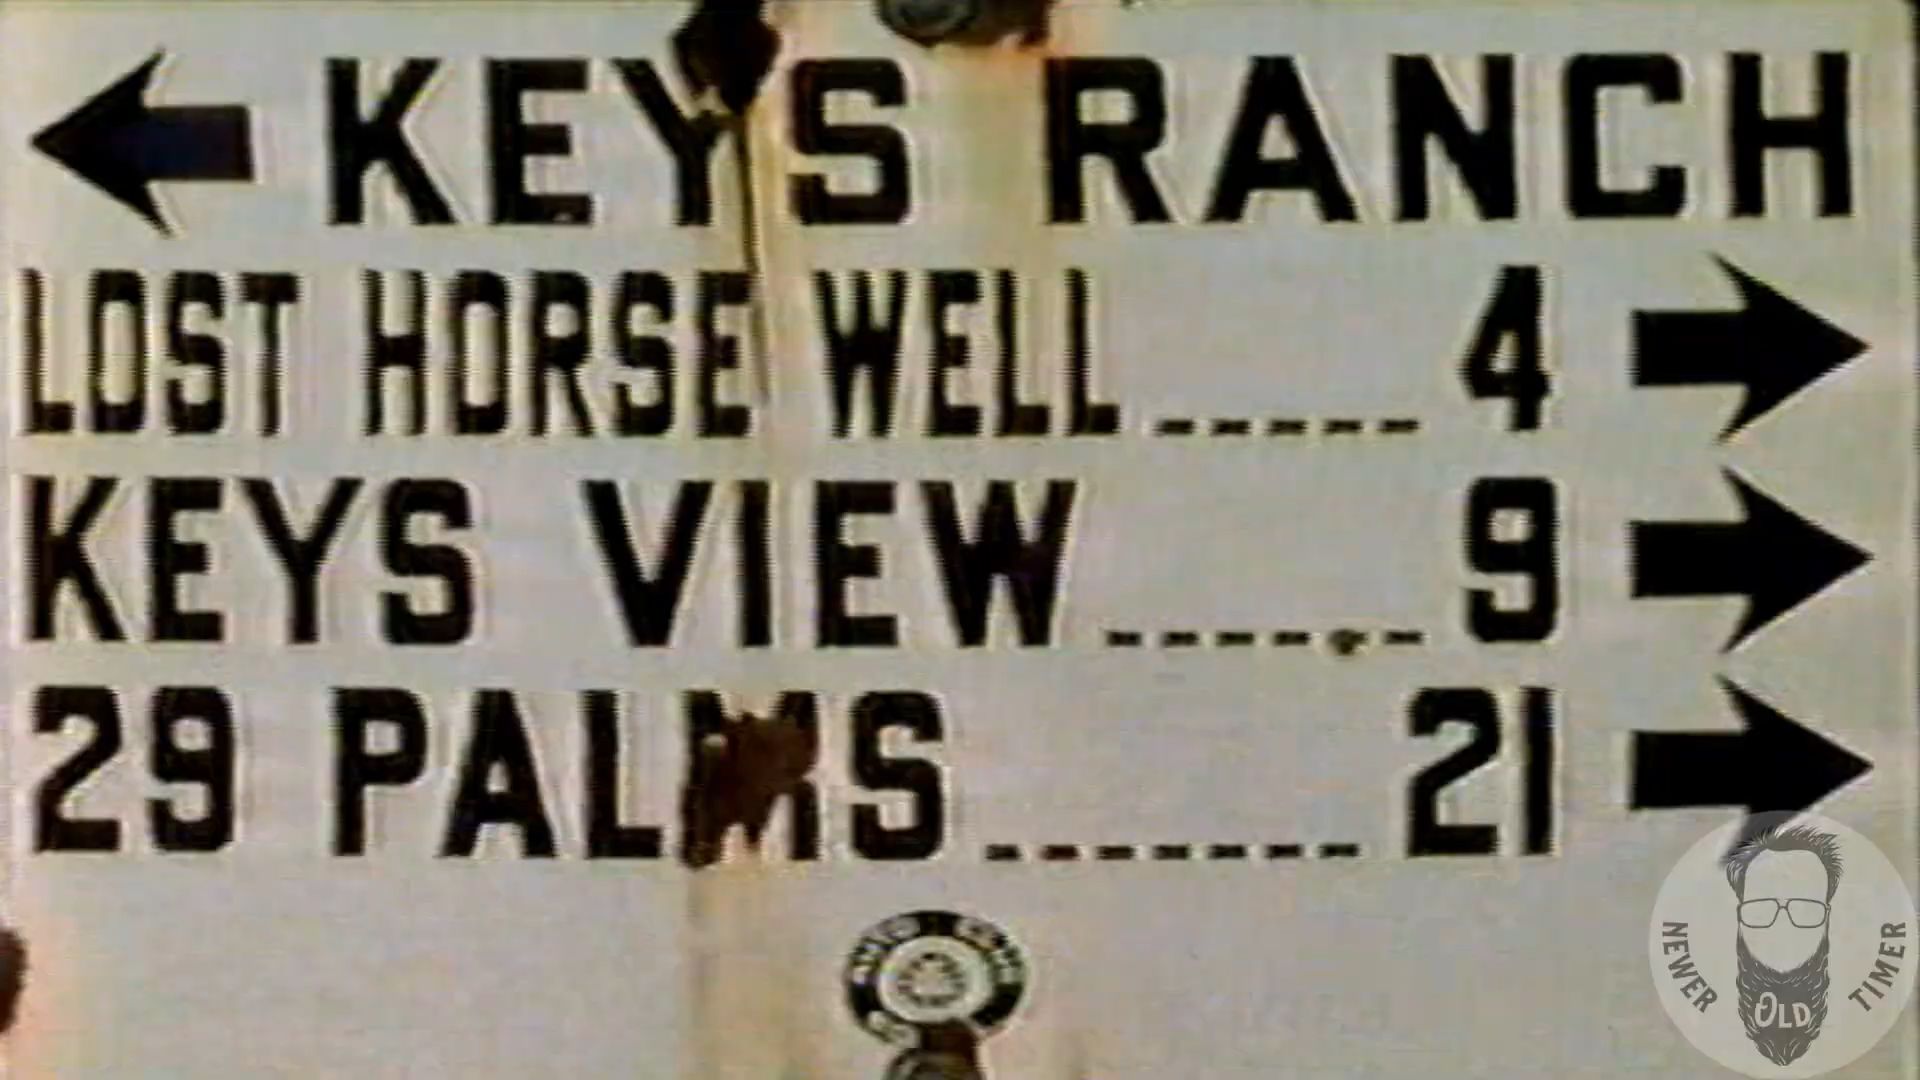 KEYS RANCH
LOST HORSE WELL ----- 4
KEYS VIEW ------ 9
29 PALMS ------- 21
NEWER OLD TIMER